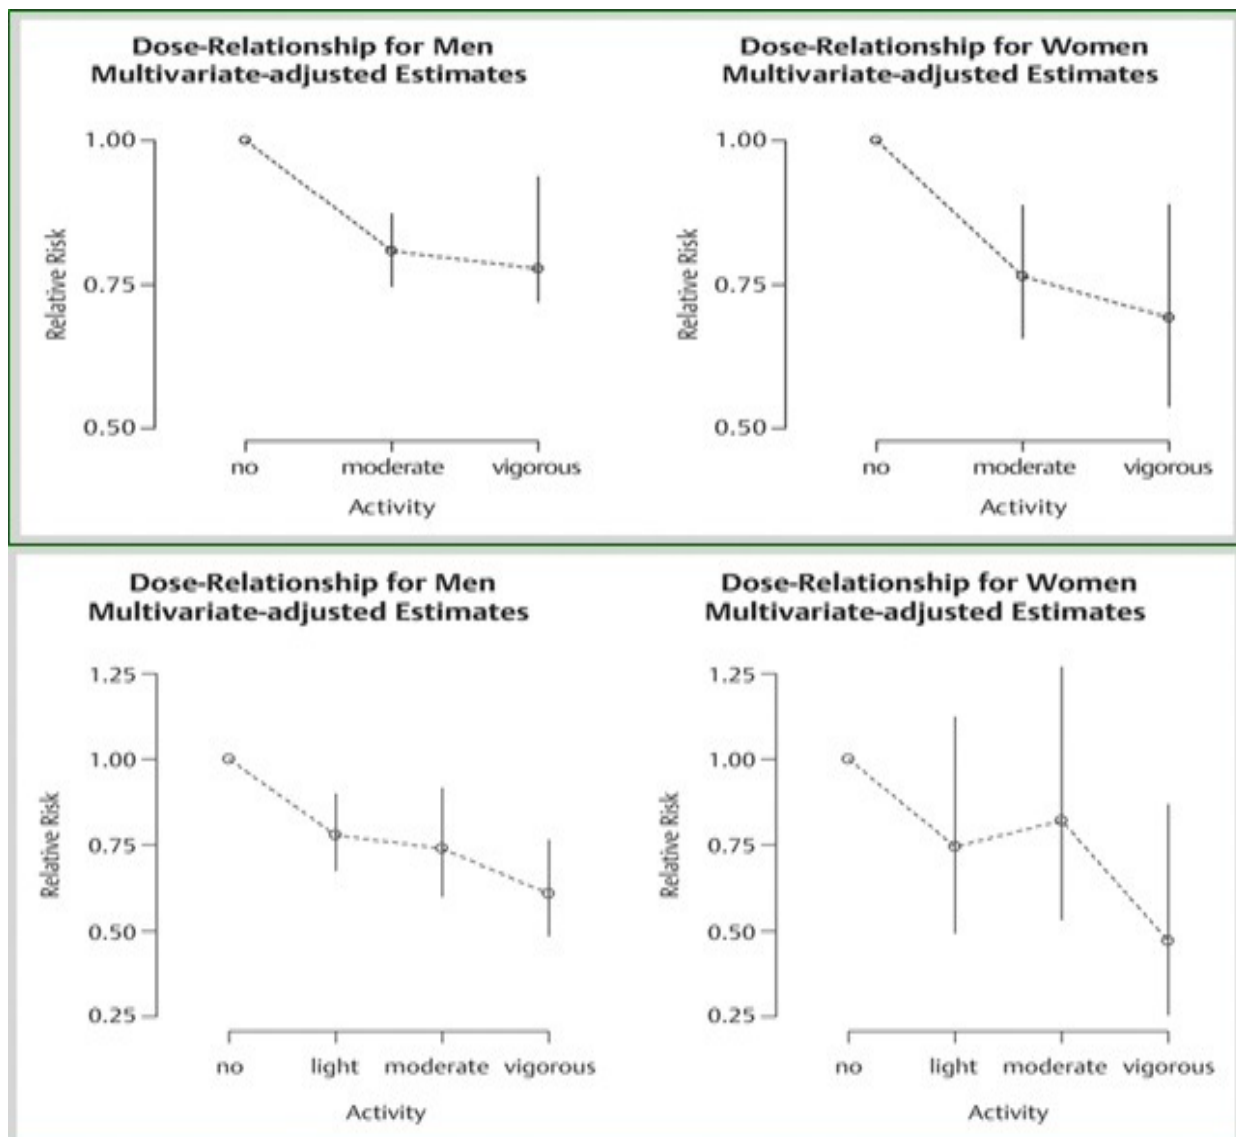 Dose-Relationship for Men
Multivariate-adjusted Estimates
1.00
0.75
0.50
Relative Risk
no moderate vigorous
Activity
Dose-Relationship for Women
Multivariate-adjusted Estimates
1.00
0.75
0.50
Relative Risk
no moderate vigorous
Activity
Dose-Relationship for Men
Multivariate-adjusted Estimates
1.25
1.00
0.75
0.50
0.25
Relative Risk
no light moderate vigorous
Activity
Dose-Relationship for Women
Multivariate-adjusted Estimates
1.25
1.00
0.75
0.50
0.25
Relative Risk
no light moderate vigorous
Activity